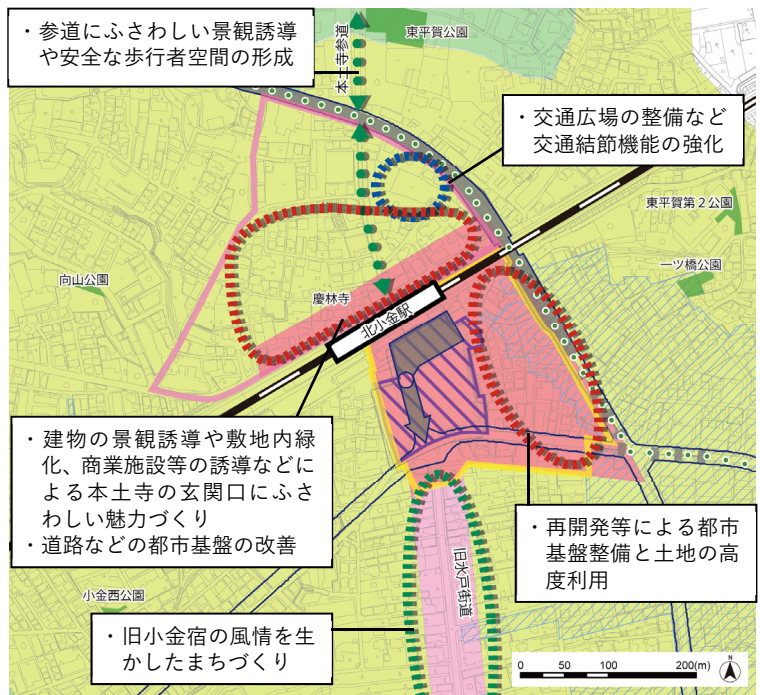 ・参道にふさわしい景観誘導
や安全な歩行者空間の形成
東平賀公園
本土寺参道
・交通広場の整備など
交通結節機能の強化
東平賀第２公園
一ツ橋公園
向山公園
慶林寺
北小金駅
・建物の景観誘導や敷地内緑
化、商業施設等の誘導などに
よる本土寺の玄関口にふさ
わしい魅力づくり
・道路などの都市基盤の改善
・再開発等による都市
基盤整備と土地の高
度利用
旧水戸街道
小金西公園
・旧小金宿の風情を生
かしたまちづくり
0 50 100 200(m)
N